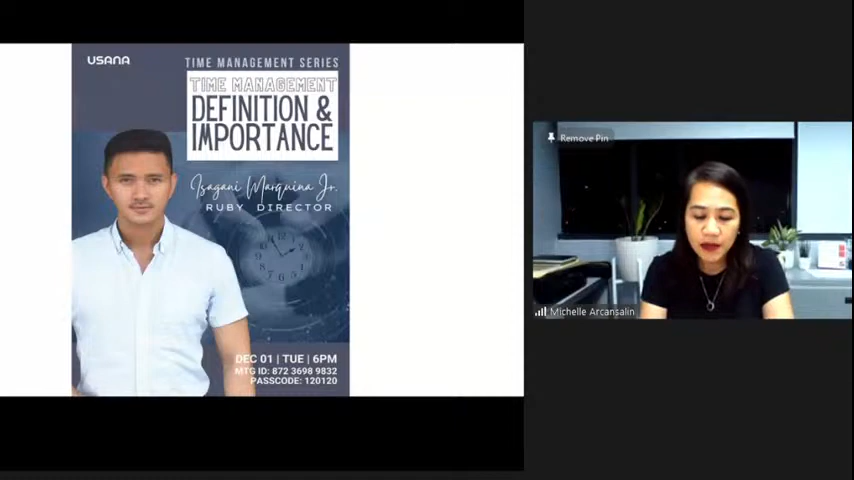 USANA
TIME MANAGEMENT SERIES
TIME MANAGEMENT
DEFINITION &
IMPORTANCE
Isagani Marquina Jr.
RUBY DIRECTOR
DEC 01 | TUE | 6PM
MTG ID: 872 3698 9832
PASSCODE: 120120
Remove Pin
Michelle Arcansalin